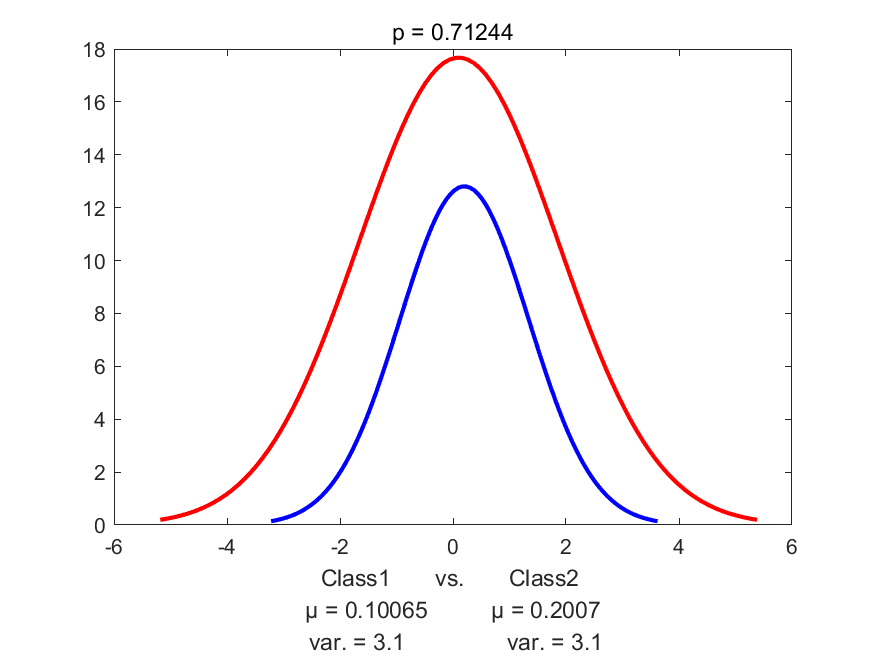 p = 0.71244
18
16
14
12
10
8
6
4
2
0
-6 -4 -2 0 2 4 6
Class1 vs. Class2
μ = 0.10065 μ = 0.2007
var. = 3.1 var. = 3.1